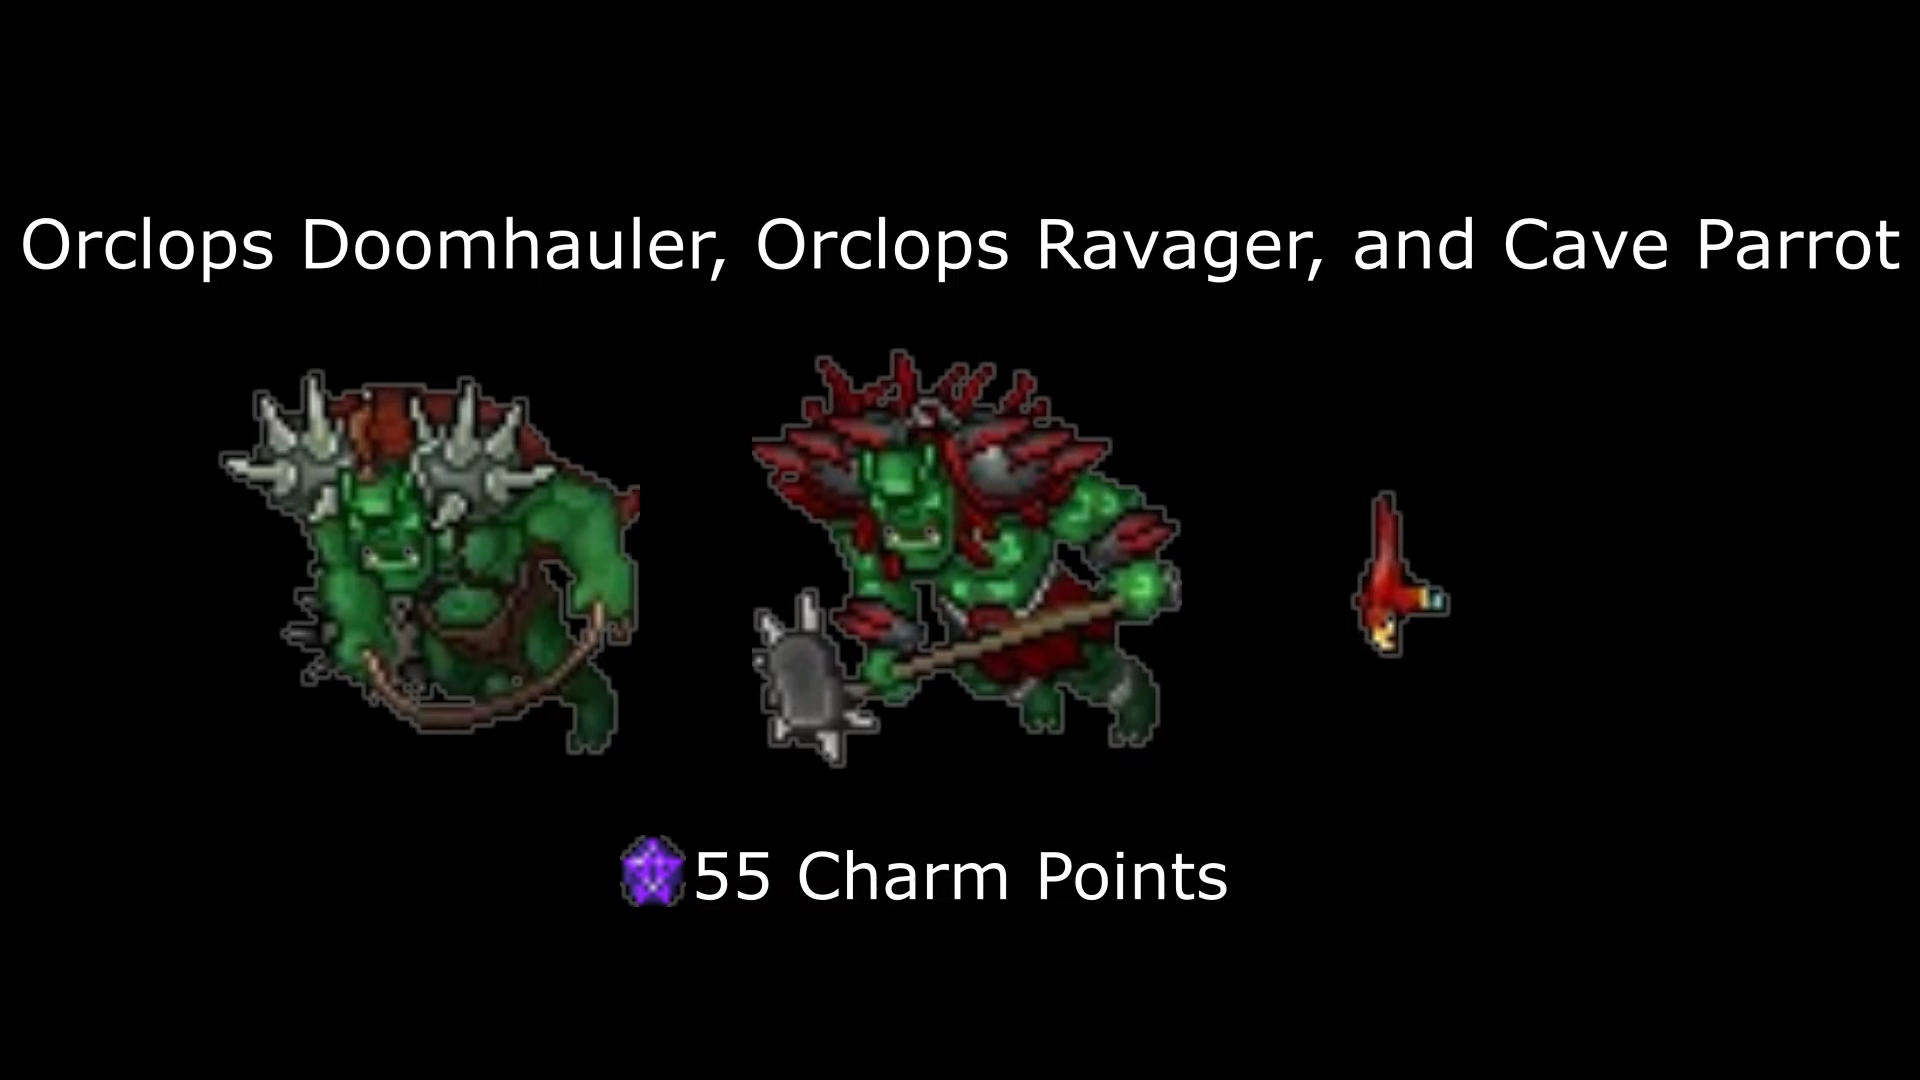 Orclops Doomhauler, Orclops Ravager, and Cave Parrot
55 Charm Points